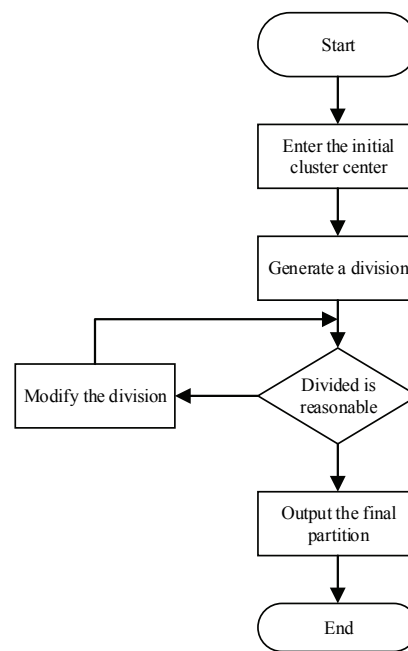 Start
Enter the initial
cluster center
Generate a division
Divided is
reasonable
Modify the division
Output the final
partition
End